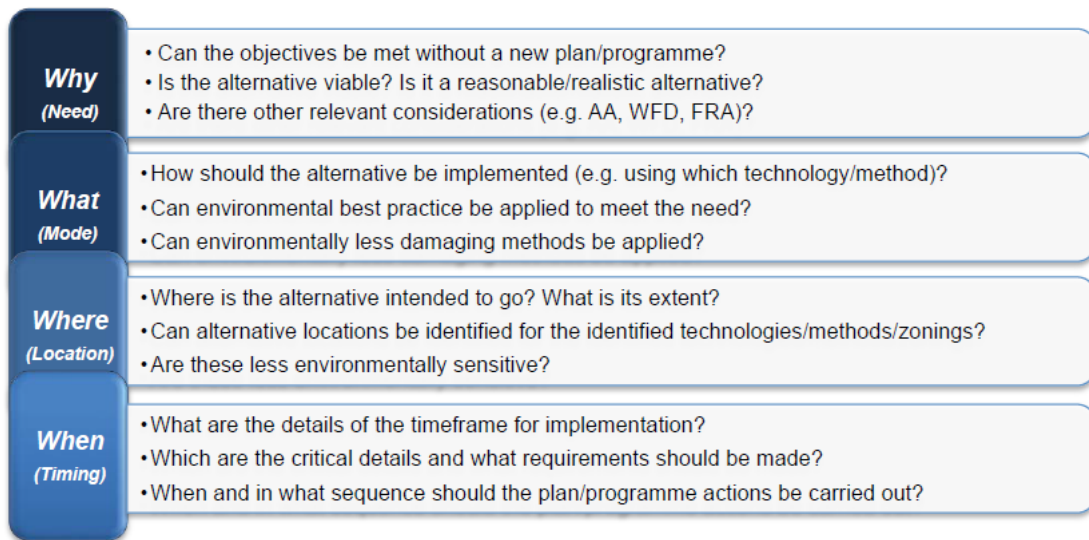 Why
(Need)
• Can the objectives be met without a new plan/programme?
• Is the alternative viable? Is it a reasonable/realistic alternative?
• Are there other relevant considerations (e.g. AA, WFD, FRA)?
What
(Mode)
• How should the alternative be implemented (e.g. using which technology/method)?
• Can environmental best practice be applied to meet the need?
• Can environmentally less damaging methods be applied?
Where
(Location)
• Where is the alternative intended to go? What is its extent?
• Can alternative locations be identified for the identified technologies/methods/zonings?
• Are these less environmentally sensitive?
When
(Timing)
• What are the details of the timeframe for implementation?
• Which are the critical details and what requirements should be made?
• When and in what sequence should the plan/programme actions be carried out?